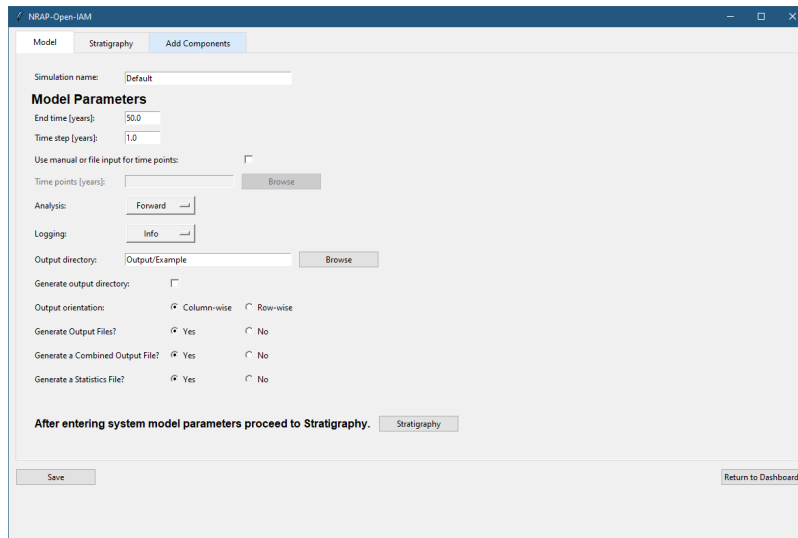 NRAP-Open-IAM
Model Stratigraphy Add Components
Simulation name: Default
Model Parameters
End time [years]: 50.0
Time step [years]: 1.0
Use manual or file input for time points:
Time points [years]: Browse
Analysis: Forward
Logging: Info
Output directory: Output/Example Browse
Generate output directory:
Output orientation: Column-wise Row-wise
Generate Output Files? Yes No
Generate a Combined Output File? Yes No
Generate a Statistics File? Yes No
After entering system model parameters proceed to Stratigraphy. Stratigraphy
Save Return to Dashboard